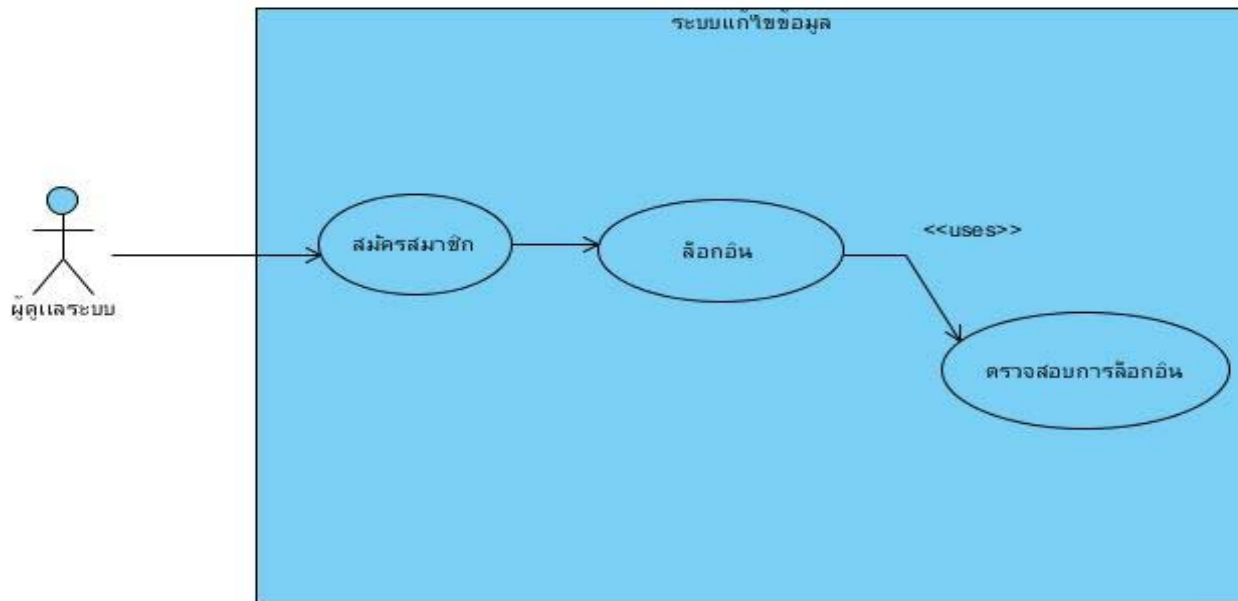 ระบบแก้ไขข้อมูล
สมัครสมาชิก
ล็อกอิน
<<uses>>
ผู้ดูแลระบบ
ตรวจสอบการล็อกอิน